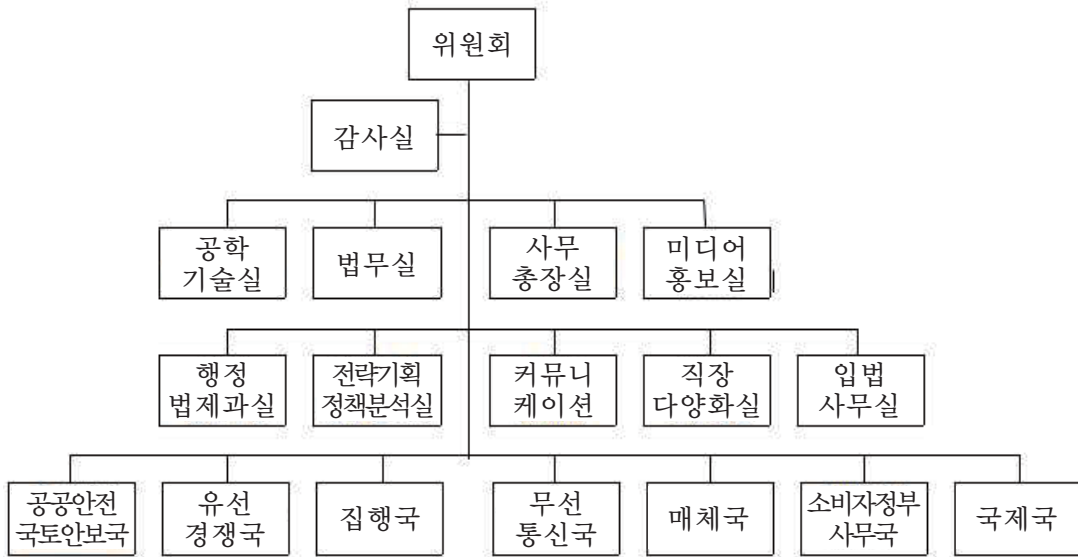 위원회
감사실
공학
기술실
법무실
사무
총장실
미디어
홍보실
행정
법제과실
전략기획
정책분석실
커뮤니
케이션
직장
다양화실
입법
사무실
공공안전
국토안보국
유선
경쟁국
집행국
무선
통신국
매체국
소비자정부
사무국
국제국